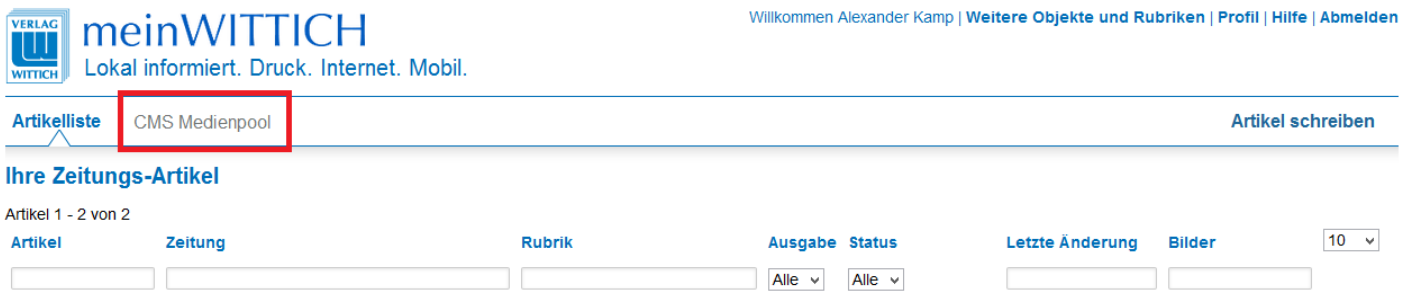 VERLAG
WITTICH
meinWITTICH
Lokal informiert. Druck. Internet. Mobil.
Willkommen Alexander Kamp | Weitere Objekte und Rubriken | Profil | Hilfe | Abmelden
Artikelliste CMS Medienpool Artikel schreiben
Ihre Zeitungs-Artikel
Artikel 1 - 2 von 2
Artikel Zeitung Rubrik Ausgabe Status Letzte Änderung Bilder 10
Alle Alle